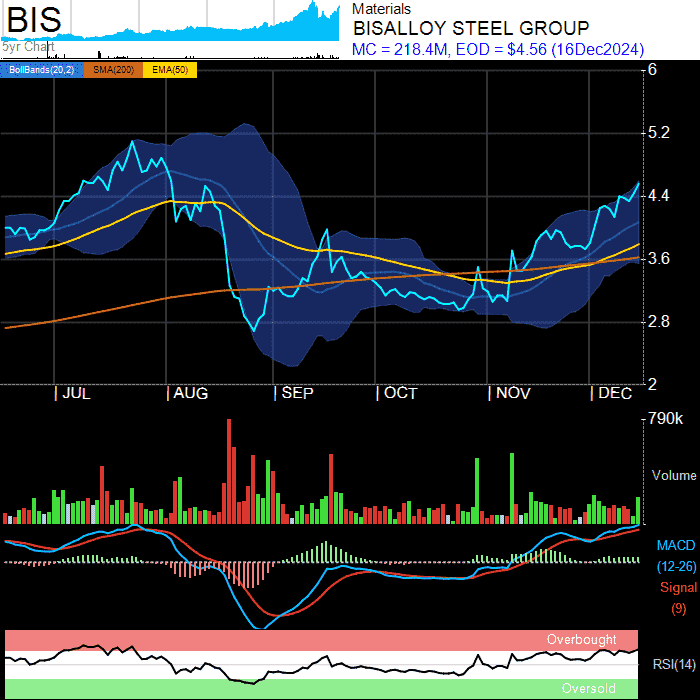 BIS
5yr Chart
Materials
BISALLOY STEEL GROUP
MC = 218.4M, EOD = $4.56 (16Dec2024)
BollBands(20,2) SMA(200) EMA(50)
6
5.2
4.4
3.6
2.8
2
| JUL | AUG | SEP | OCT | NOV | DEC
790k
Volume
MACD
(12-26)
Signal
(9)
Overbought
RSI(14)
Oversold